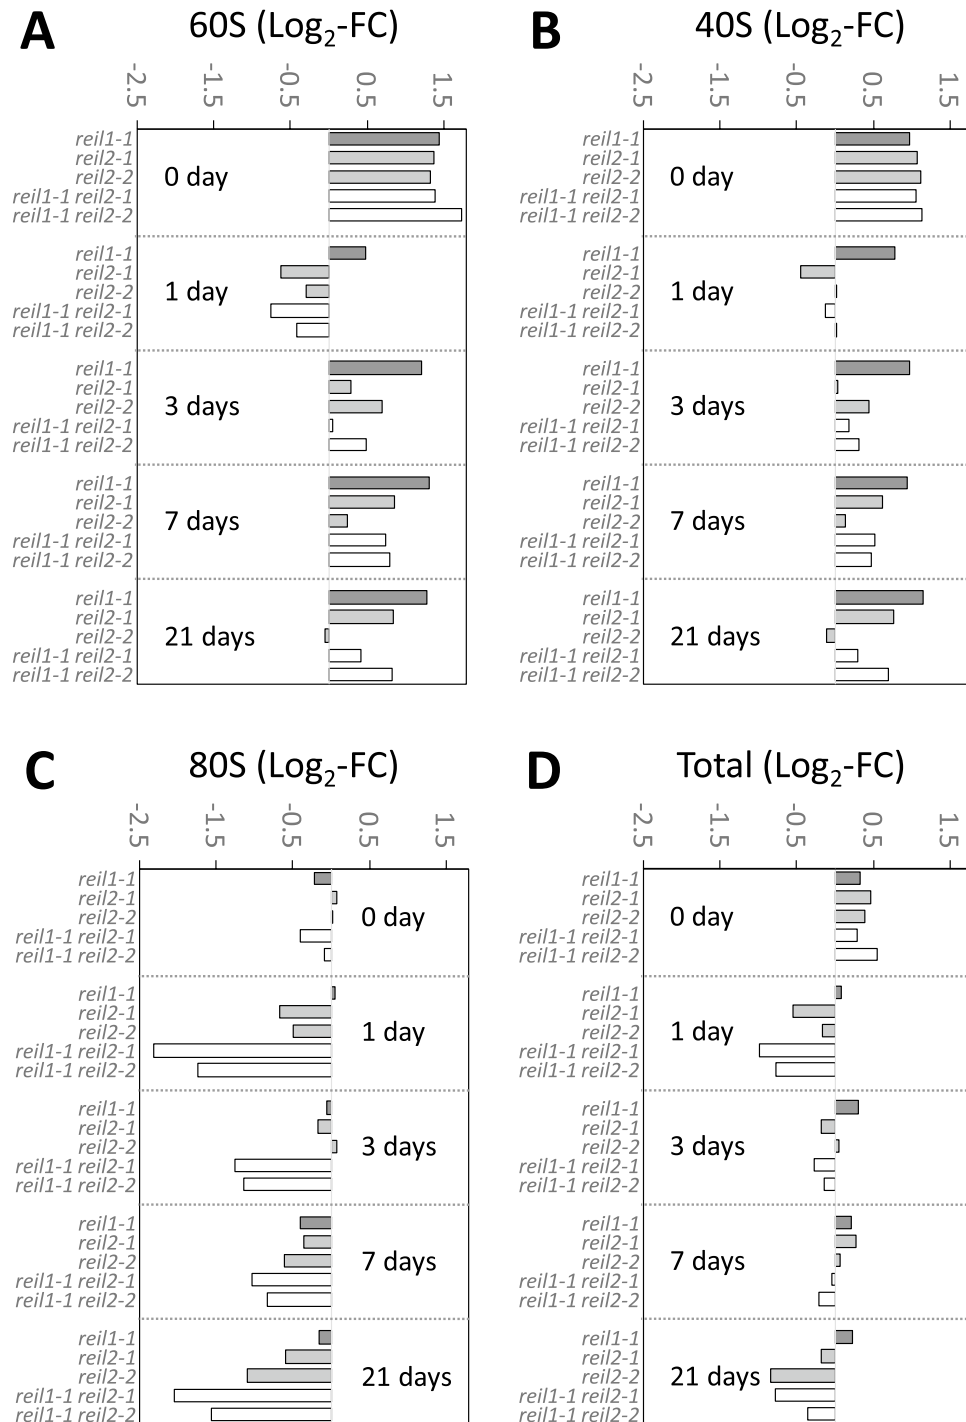 A 60S (Log2-FC)
-2.5 -1.5 -0.5 0.5 1.5
reil1-1
reil2-1
reil2-2
reil1-1 reil2-1
reil1-1 reil2-2
0 day
reil1-1
reil2-1
reil2-2
reil1-1 reil2-1
reil1-1 reil2-2
1 day
reil1-1
reil2-1
reil2-2
reil1-1 reil2-1
reil1-1 reil2-2
3 days
reil1-1
reil2-1
reil2-2
reil1-1 reil2-1
reil1-1 reil2-2
7 days
reil1-1
reil2-1
reil2-2
reil1-1 reil2-1
reil1-1 reil2-2
21 days
B 40S (Log2-FC)
-2.5 -1.5 -0.5 0.5 1.5
reil1-1
reil2-1
reil2-2
reil1-1 reil2-1
reil1-1 reil2-2
0 day
reil1-1
reil2-1
reil2-2
reil1-1 reil2-1
reil1-1 reil2-2
1 day
reil1-1
reil2-1
reil2-2
reil1-1 reil2-1
reil1-1 reil2-2
3 days
reil1-1
reil2-1
reil2-2
reil1-1 reil2-1
reil1-1 reil2-2
7 days
reil1-1
reil2-1
reil2-2
reil1-1 reil2-1
reil1-1 reil2-2
21 days
C 80S (Log2-FC)
-2.5 -1.5 -0.5 0.5 1.5
reil1-1
reil2-1
reil2-2
reil1-1 reil2-1
reil1-1 reil2-2
0 day
reil1-1
reil2-1
reil2-2
reil1-1 reil2-1
reil1-1 reil2-2
1 day
reil1-1
reil2-1
reil2-2
reil1-1 reil2-1
reil1-1 reil2-2
3 days
reil1-1
reil2-1
reil2-2
reil1-1 reil2-1
reil1-1 reil2-2
7 days
reil1-1
reil2-1
reil2-2
reil1-1 reil2-1
reil1-1 reil2-2
21 days
D Total (Log2-FC)
-2.5 -1.5 -0.5 0.5 1.5
reil1-1
reil2-1
reil2-2
reil1-1 reil2-1
reil1-1 reil2-2
0 day
reil1-1
reil2-1
reil2-2
reil1-1 reil2-1
reil1-1 reil2-2
1 day
reil1-1
reil2-1
reil2-2
reil1-1 reil2-1
reil1-1 reil2-2
3 days
reil1-1
reil2-1
reil2-2
reil1-1 reil2-1
reil1-1 reil2-2
7 days
reil1-1
reil2-1
reil2-2
reil1-1 reil2-1
reil1-1 reil2-2
21 days